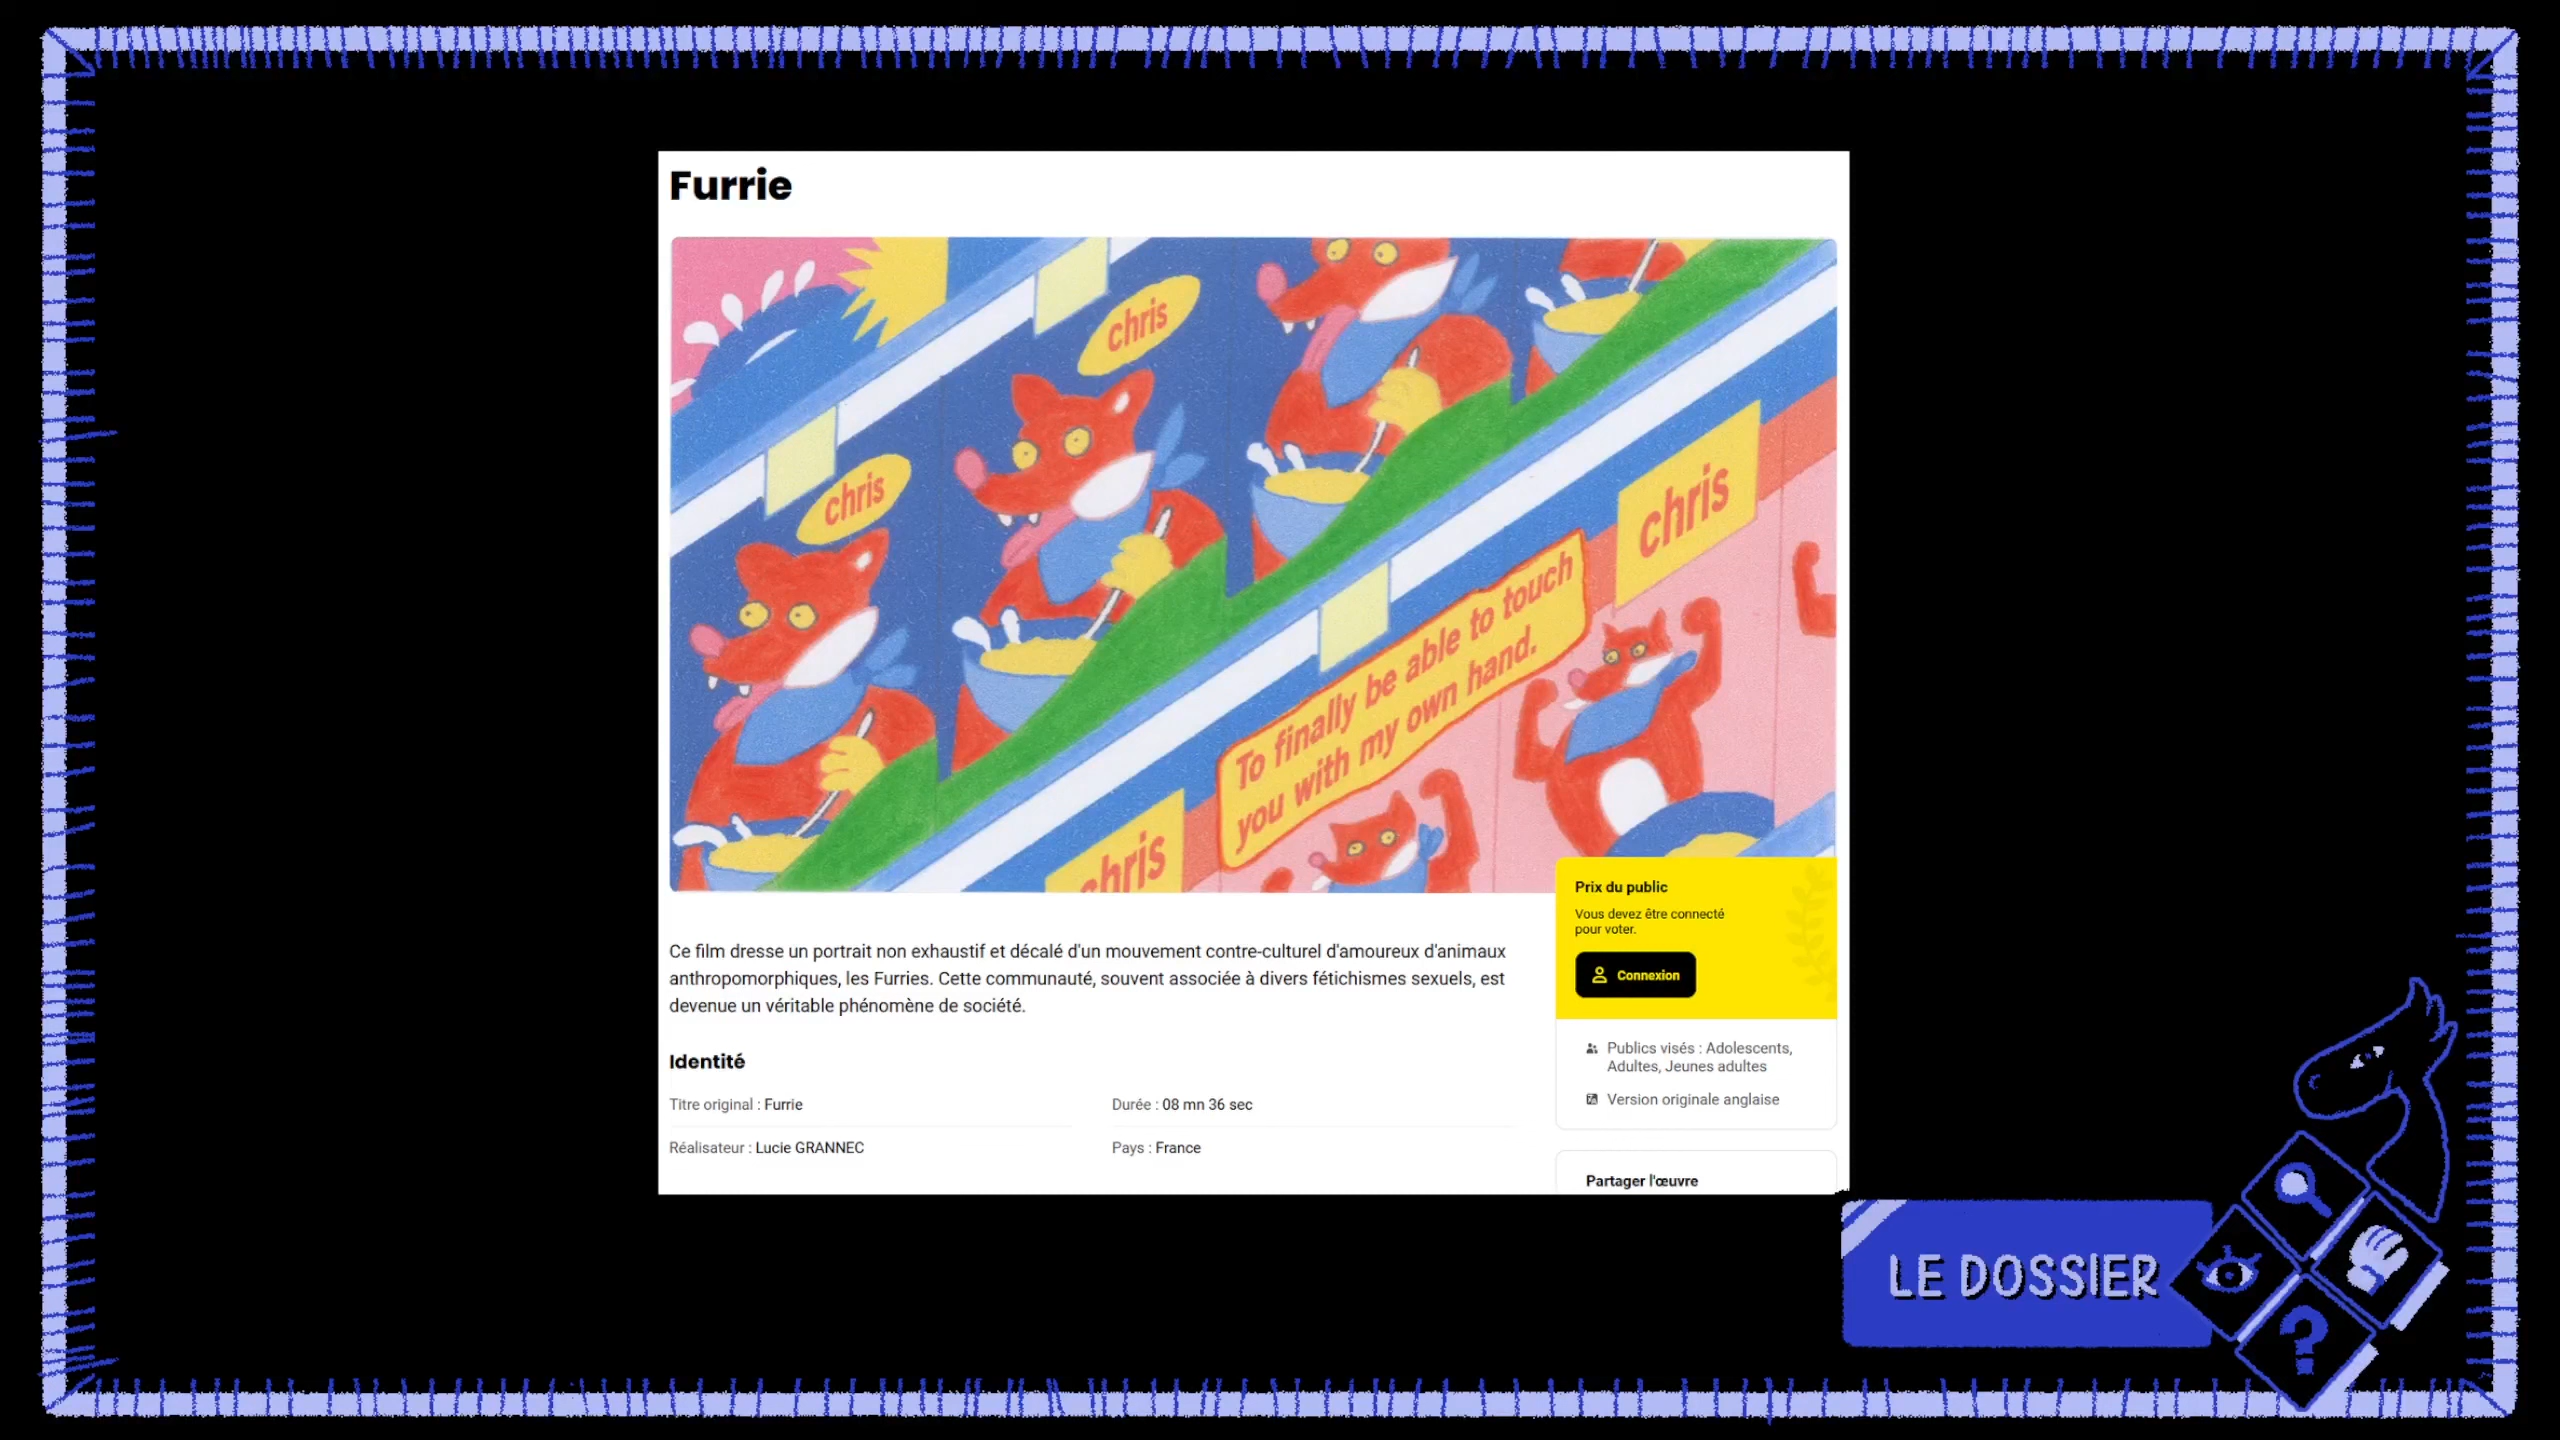 Furrie
chris
chris
chris
To finally be able to touch
you with my own hand.
chris
Prix du public
Vous devez être connecté
pour voter.
Connexion
Ce film dresse un portrait non exhaustif et décalé d'un mouvement contre-culturel d'amoureux d'animaux
anthropomorphiques, les Furries. Cette communauté, souvent associée à divers fétichismes sexuels, est
devenue un véritable phénomène de société.
Identité
Titre original : Furrie
Durée : 08 mn 36 sec
Réalisateur : Lucie GRANNEC
Pays : France
Publics visés : Adolescents,
Adultes, Jeunes adultes
Version originale anglaise
Partager l'œuvre
LE DOSSIER
?